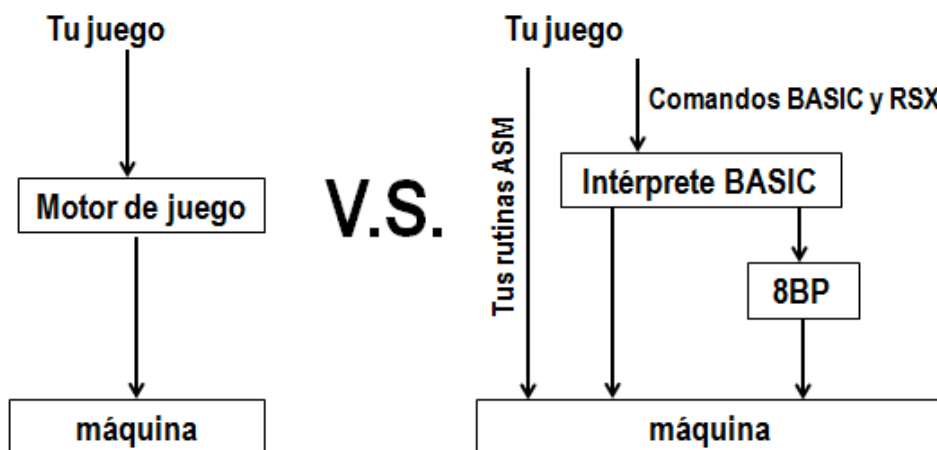 Tu juego
Motor de juego
máquina
V.S.
Tu juego
Tus rutinas ASM
Comandos BASIC y RSX
Intérprete BASIC
8BP
máquina